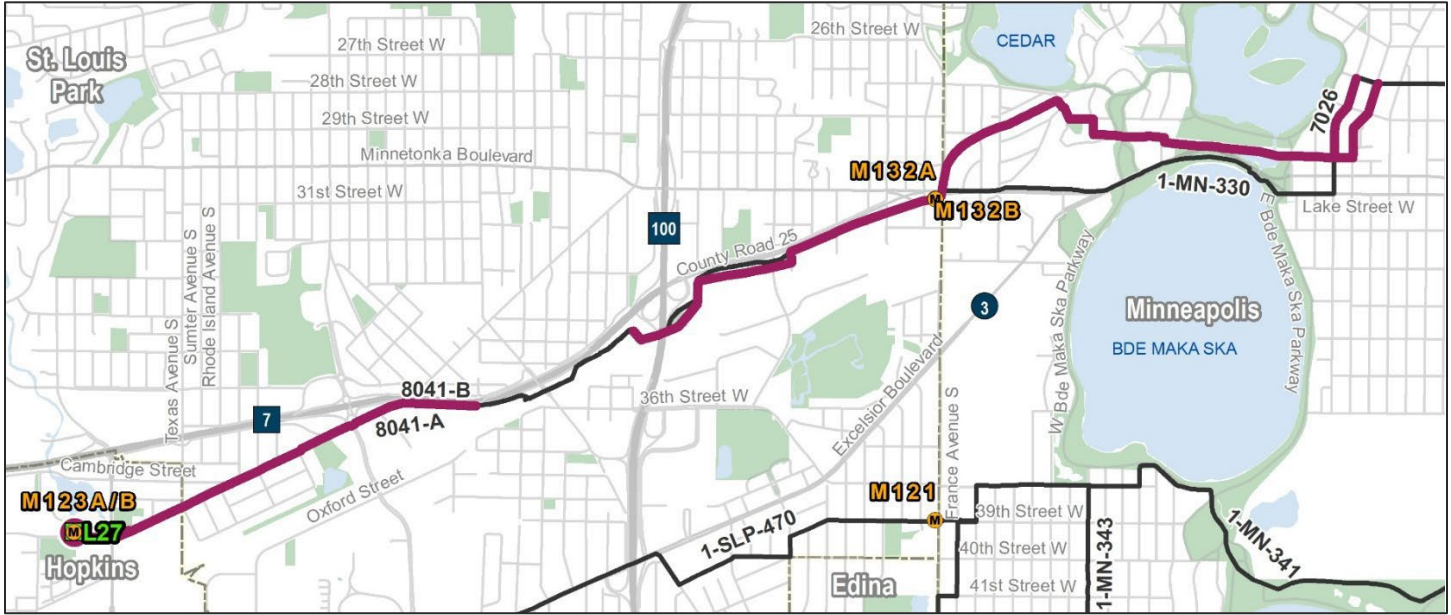 26th Street W
27th Street W
CEDAR
St. Louis
Park
28th Street W
7026
29th Street W
Minnetonka Boulevard
M132A
31st Street W
1-MN-330
M132B
Lake Street W
100
County Road 25
E Bde Maka Ska Parkway
W Bde Maka Ska Parkway
Texas Avenue S
Sumter Avenue S
Rhode Island Avenue S
3
Minneapolis
BDE MAKA SKA
8041-B
36th Street W
7
8041-A
Excelsior Boulevard
France Avenue S
Cambridge Street
M123A/B
M
M
M
Oxford Street
M121
L27
Hopkins
39th Street W
1-SLP-470
40th Street W
1-MN-343
1-MN-341
Edina
41st Street W